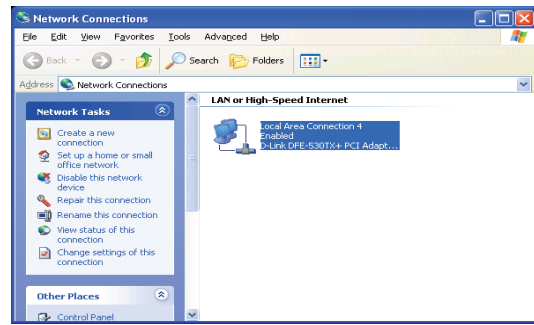 Network Connections
File Edit View Favorites Tools Advanced Help
Back Search Folders
Address Network Connections
Network Tasks
Create a new
connection
Set up a home or small
office network
Disable this network
device
Repair this connection
Rename this connection
View status of this
connection
Change settings of this
connection
Other Places
Control Panel
LAN or High-Speed Internet
Local Area Connection 4
Enabled
D-Link DFE-530TX+ PCI Adapt...